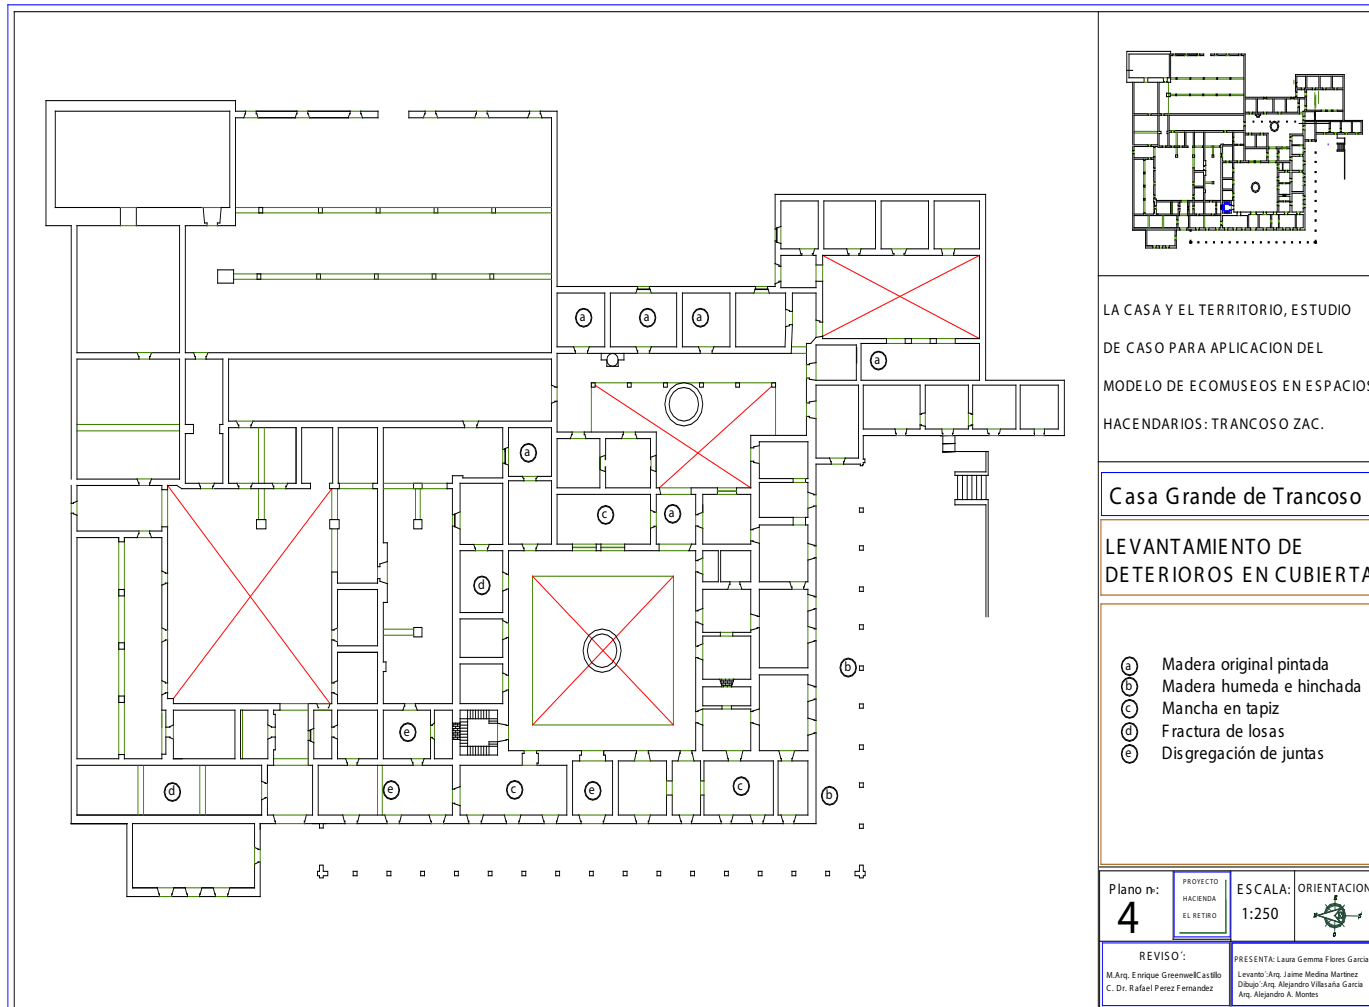 a
a
a
a
a
c
a
d
b
e
d
e
c
e
c
b
LA CASA Y EL TERRITORIO, ESTUDIO
DE CASO PARA APLICACION DEL
MODELO DE ECOMUSEOS EN ESPACIOS
HACENDARIOS: TRANCOSO ZAC.
Casa Grande de Trancoso
LEVANTAMIENTO DE
DETERIOROS EN CUBIERTA
a Madera original pintada
b Madera humeda e hinchada
c Mancha en tapiz
d Fractura de losas
e Disgregación de juntas
Plano nº:
4
PROYECTO
HACIENDA
EL RETIRO
ESCALA:
1:250
ORIENTACION
REVISO´:
M.Arq. Enrique GreenwellCastillo
C. Dr. Rafael Perez Fernandez
PRESENTA: Laura Gemma Flores Garcia
Levanto´:Arq. Jaime Medina Martinez
Dibujo´:Arq. Alejandro Villasaña Garcia
Arq. Alejandro A. Montes